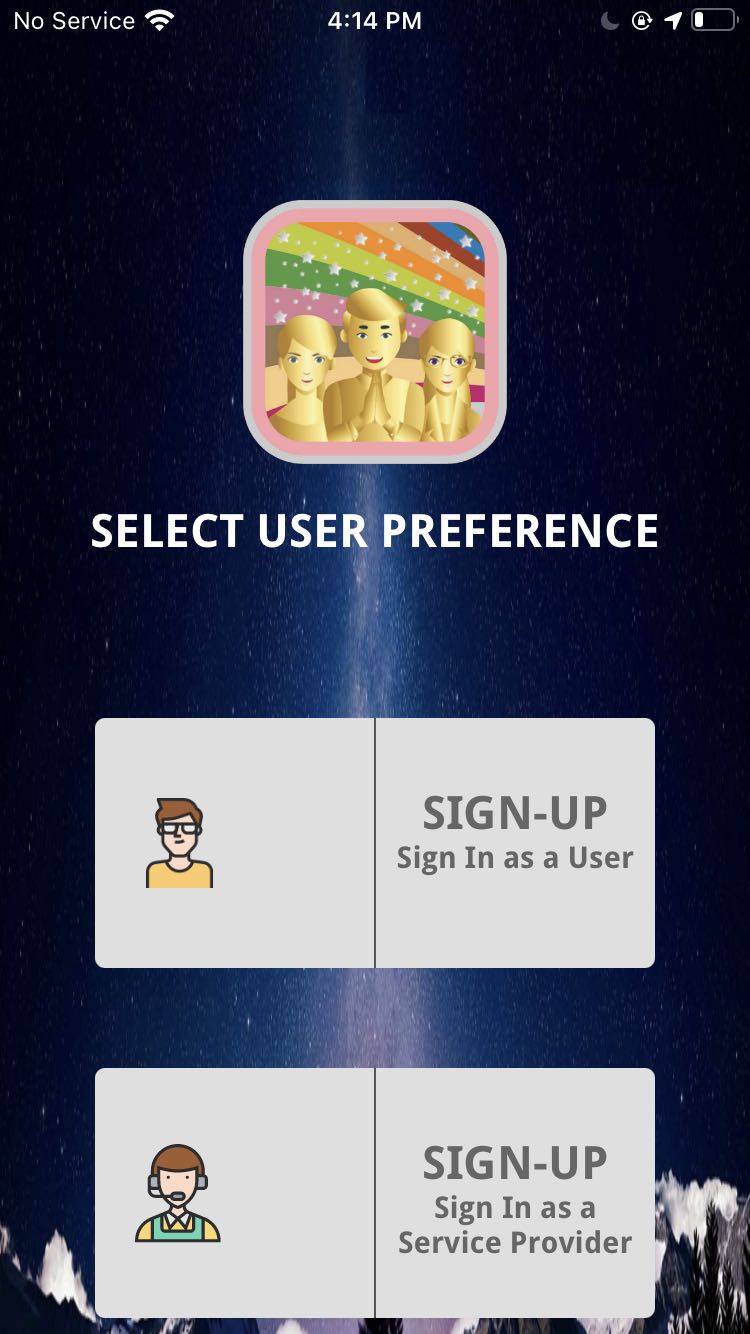 No Service
4:14 PM
SELECT USER PREFERENCE
SIGN-UP
Sign In as a User
SIGN-UP
Sign In as a
Service Provider